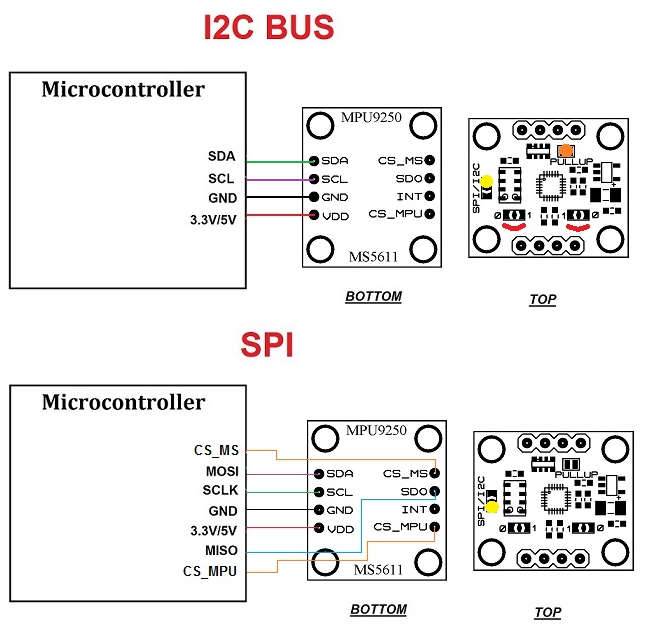 I2C BUS
Microcontroller
SDA
SCL
GND
3.3V/5V
MPU9250
SDA CS_MS
SCL SDO
GND INT
VDD CS_MPU
MS5611
BOTTOM
PULLUP
SPI/I2C
0 1 1 0
TOP
SPI
Microcontroller
CS_MS
MOSI
SCLK
GND
3.3V/5V
MISO
CS_MPU
MPU9250
SDA CS_MS
SCL SDO
GND INT
VDD CS_MPU
MS5611
BOTTOM
PULLUP
SPI/I2C
0 1 1 0
TOP